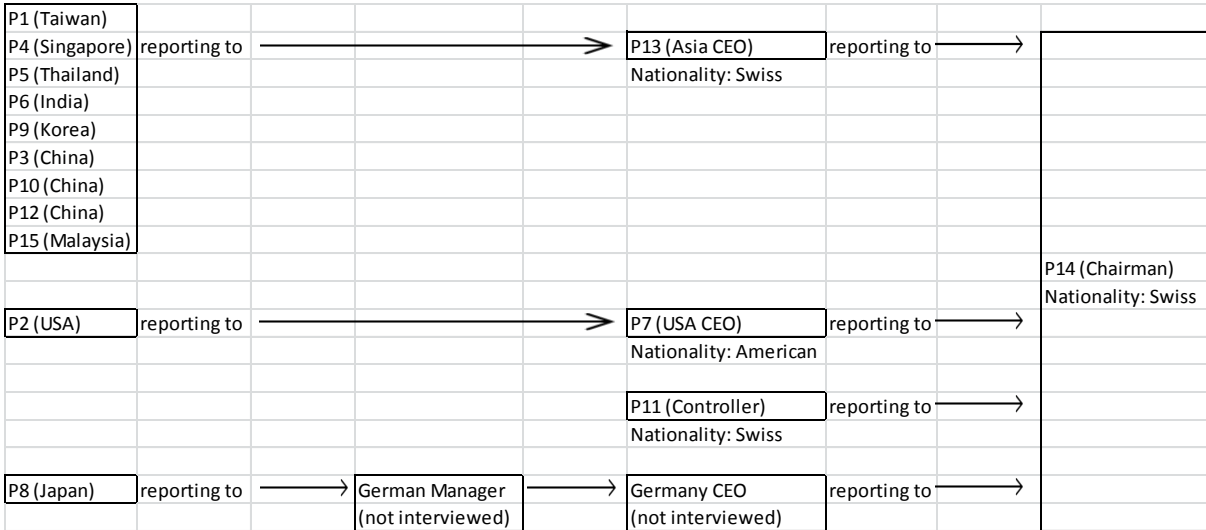 P1 (Taiwan)
P4 (Singapore) reporting to P13 (Asia CEO) reporting to
P5 (Thailand) Nationality: Swiss
P6 (India)
P9 (Korea)
P3 (China)
P10 (China)
P12 (China)
P15 (Malaysia)
P14 (Chairman)
Nationality: Swiss
P2 (USA) reporting to P7 (USA CEO) reporting to
Nationality: American
P11 (Controller) reporting to
Nationality: Swiss
P8 (Japan) reporting to German Manager Germany CEO reporting to
(not interviewed) (not interviewed)